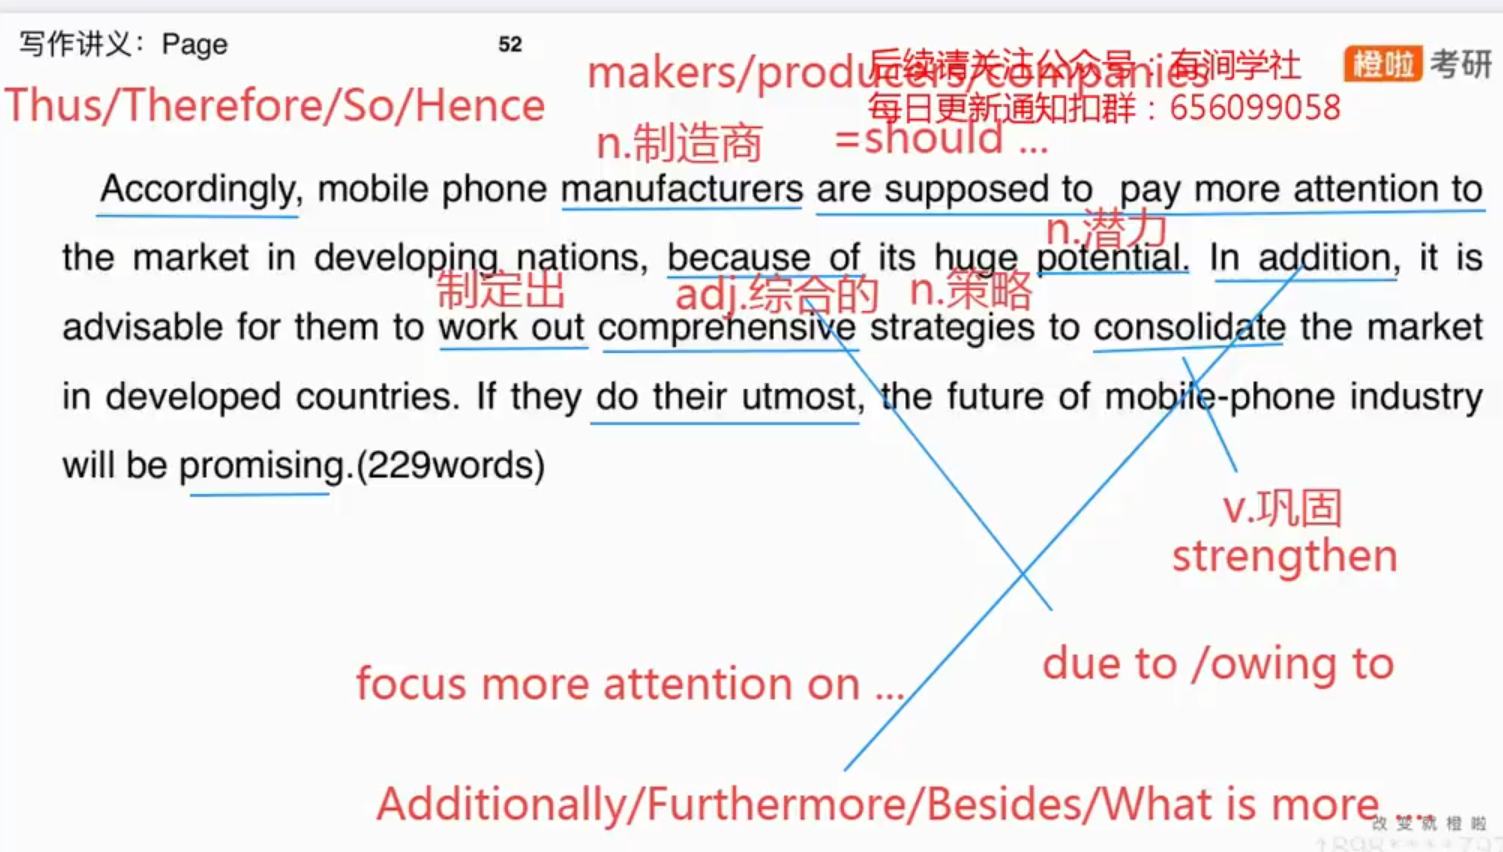 写作讲义：Page 52
橙啦 考研
后续请关注公众号：有涧学社
makers/producers/companies
Thus/Therefore/So/Hence
每日更新通知扣群：656099058
n.制造商 =should ...
Accordingly, mobile phone manufacturers are supposed to pay more attention to
n.潜力
the market in developing nations, because of its huge potential. In addition, it is
制定出 adj.综合的 n.策略
advisable for them to work out comprehensive strategies to consolidate the market
in developed countries. If they do their utmost, the future of mobile-phone industry
will be promising.(229words)
v.巩固
strengthen
due to /owing to
focus more attention on ...
Additionally/Furthermore/Besides/What is more ....
改变就橙啦